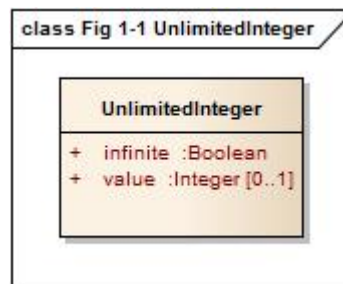 class Fig 1-1 UnlimitedInteger
UnlimitedInteger
+ infinite :Boolean
+ value :Integer [0..1]